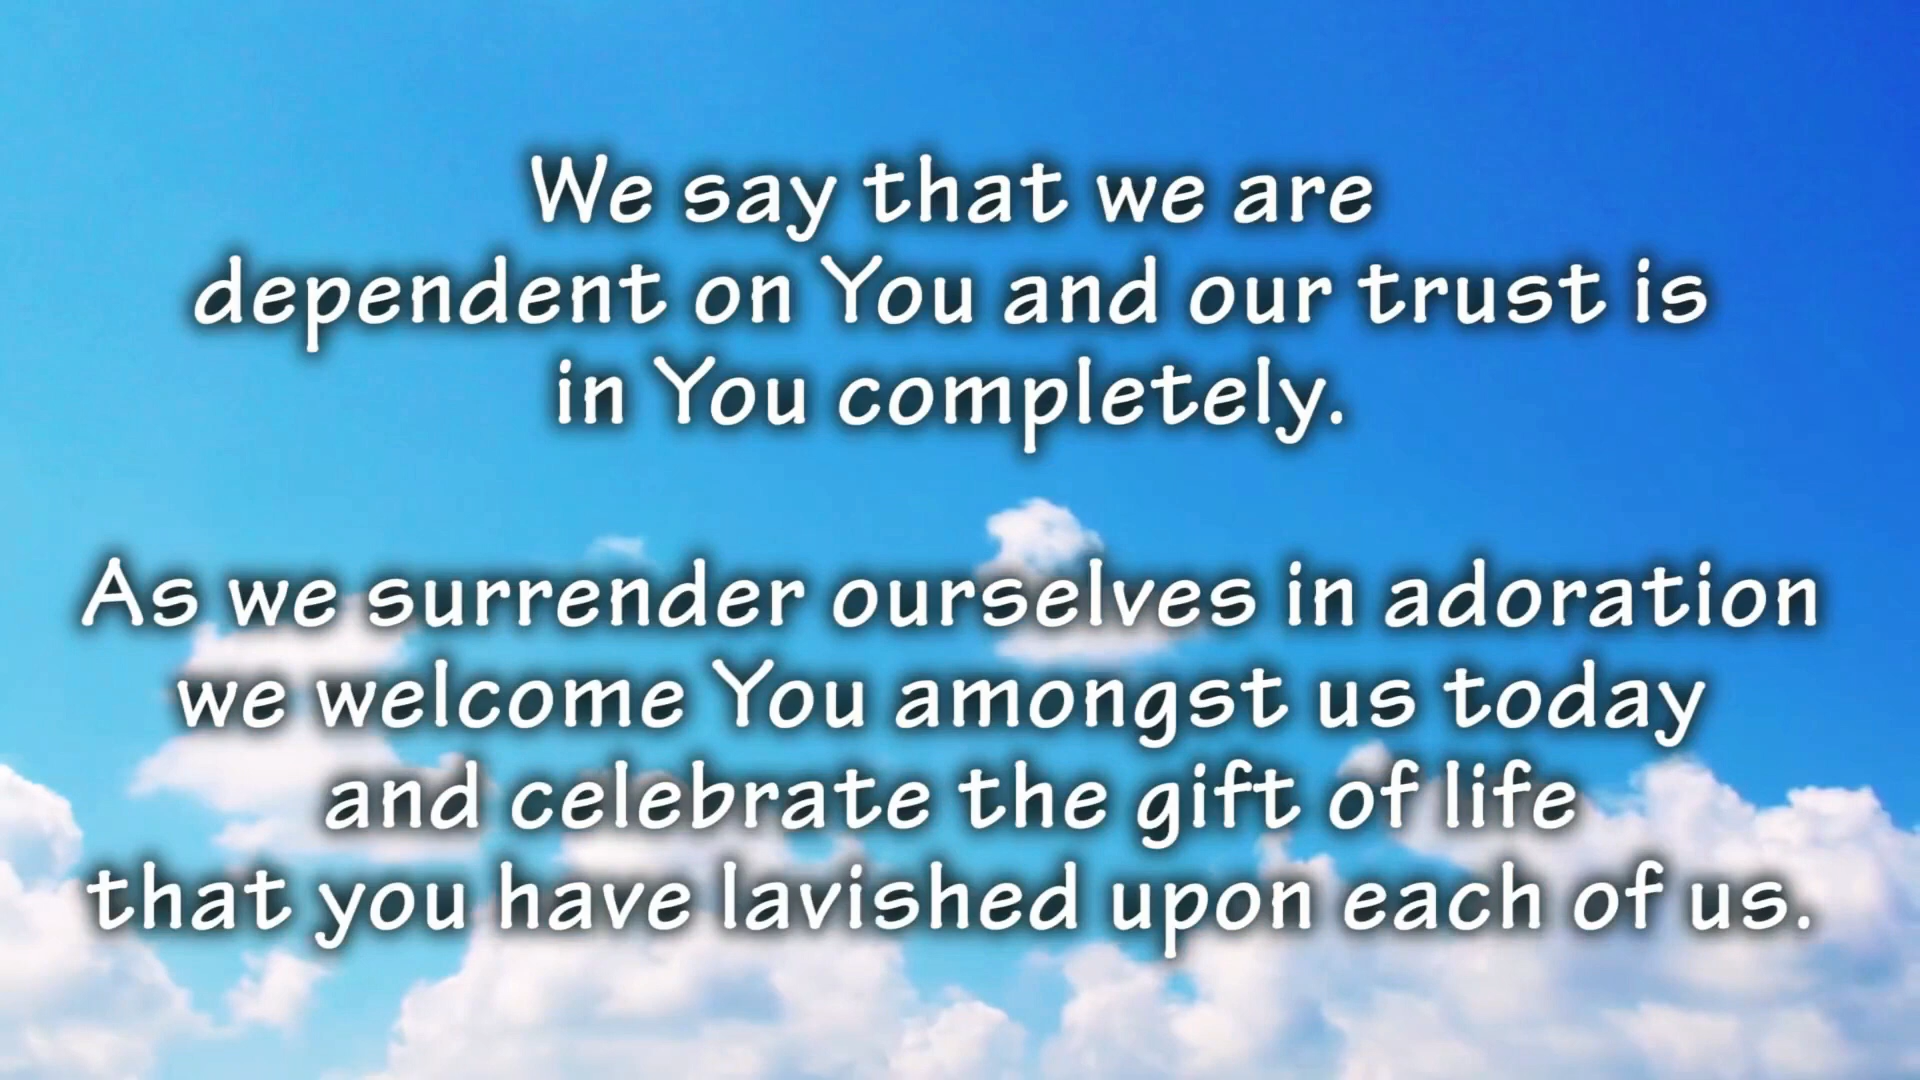 We say that we are
dependent on You and our trust is
in You completely.
As we surrender ourselves in adoration
we welcome You amongst us today
and celebrate the gift of life
that you have lavished upon each of us.